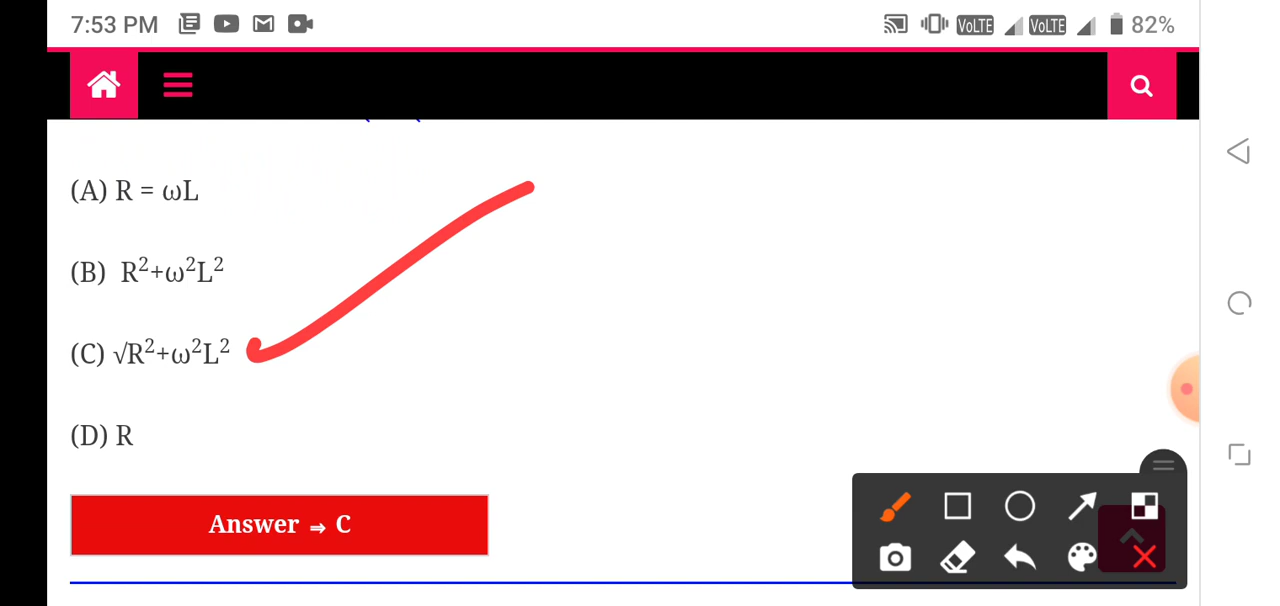 7:53 PM VoLTE VoLTE 82%
(A) R = ωL
(B) R²+ω²L²
(C) √R²+ω²L²
(D) R
Answer ⇒ C